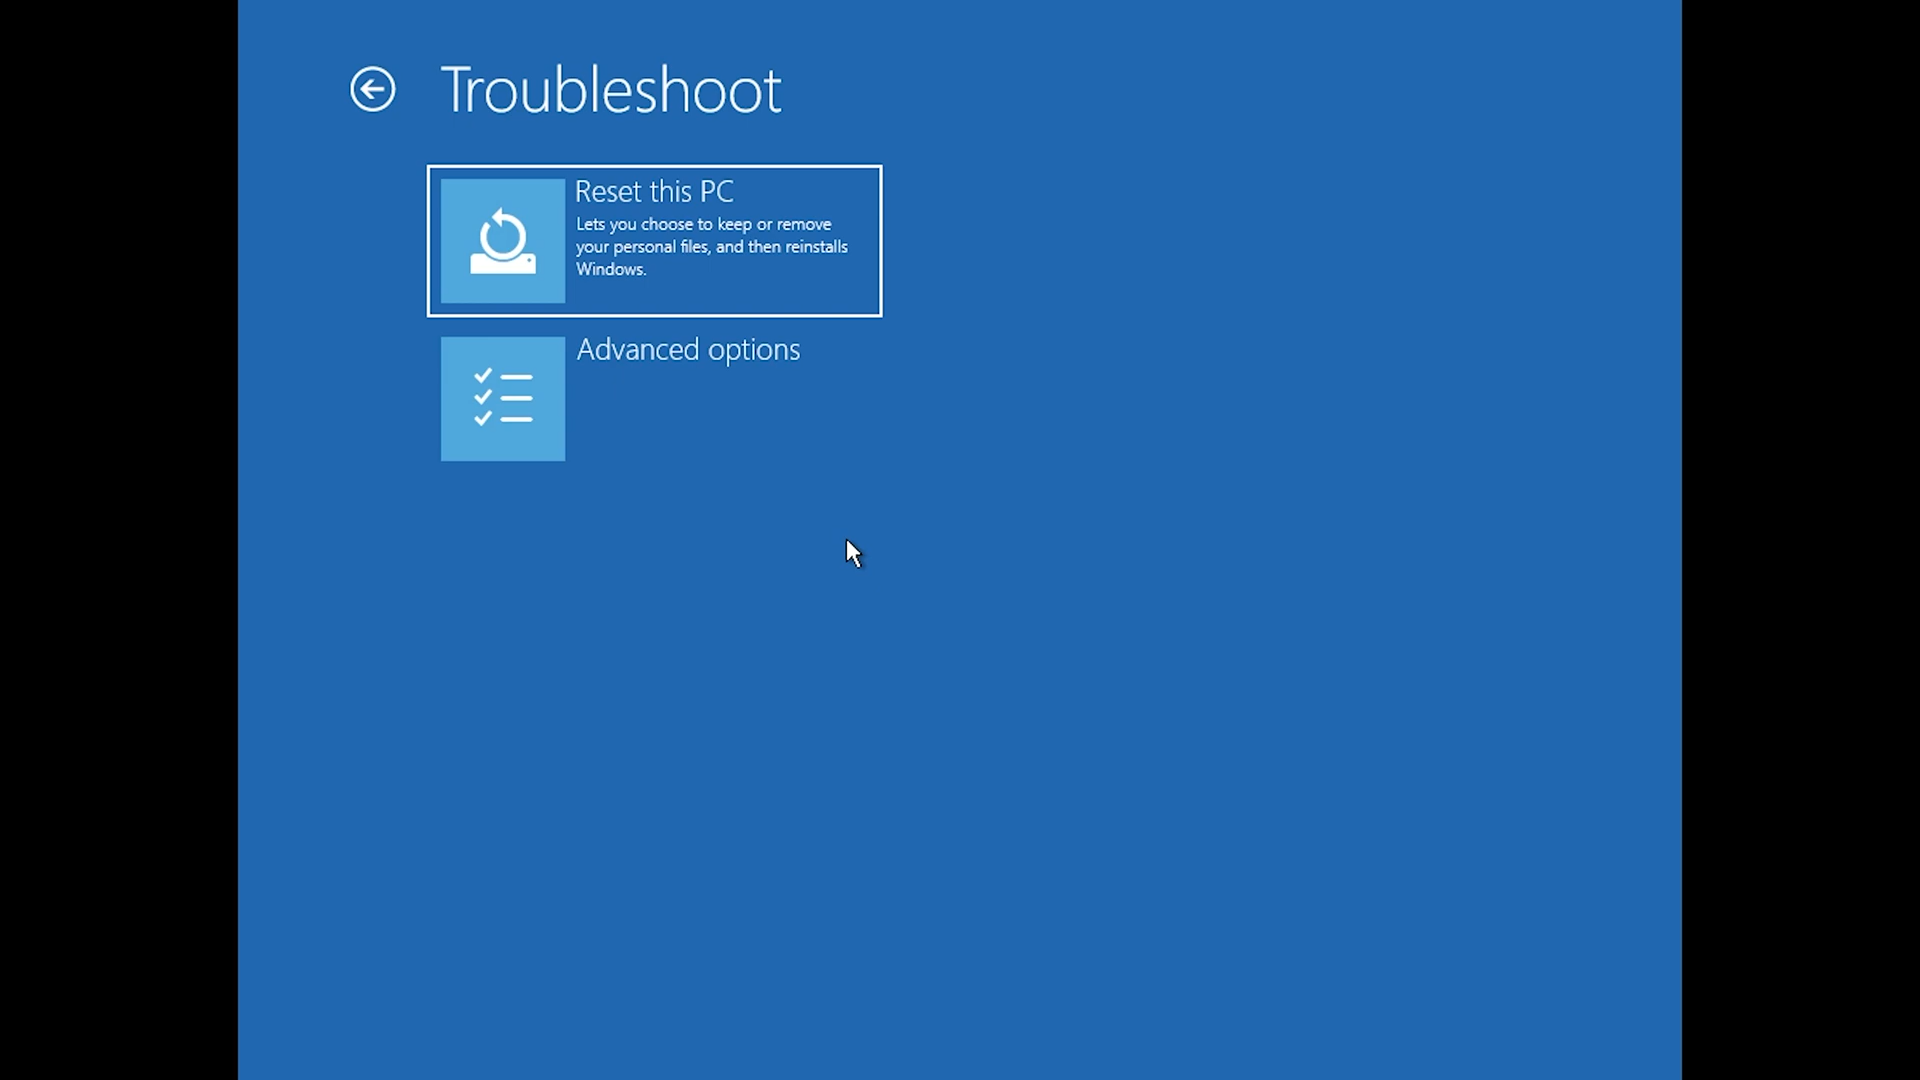 Troubleshoot
Reset this PC
Lets you choose to keep or remove
your personal files, and then reinstalls
Windows.
Advanced options